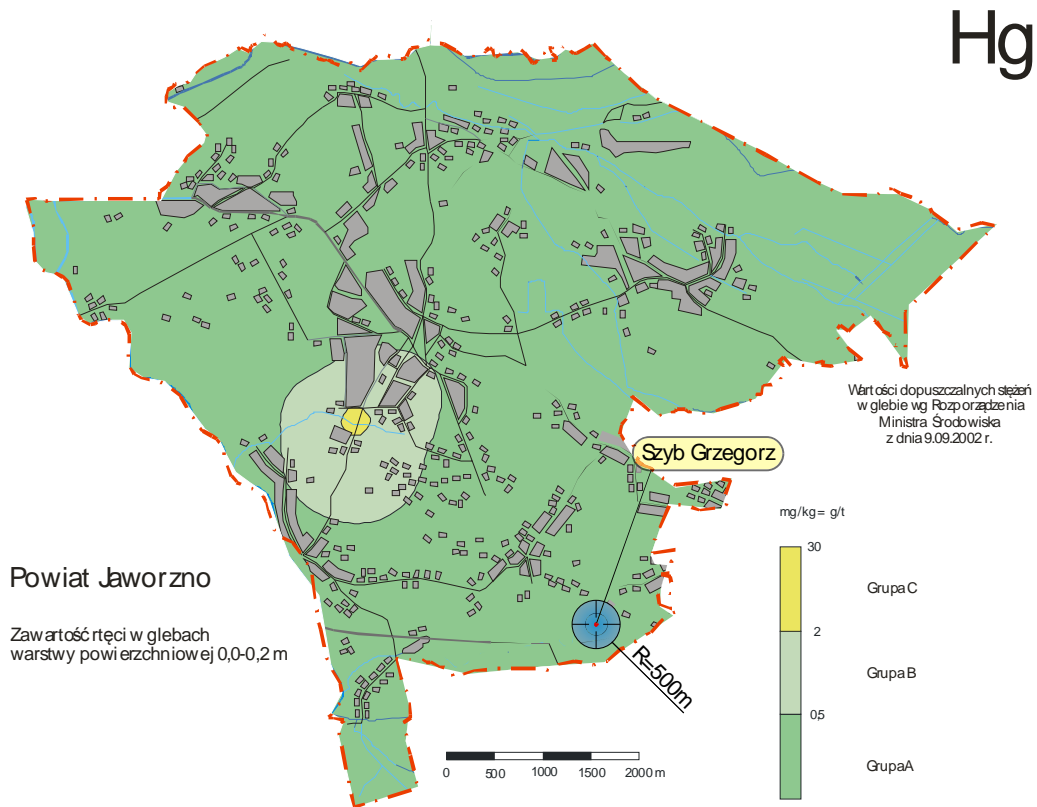 Hg
Wartości dopuszczalnych stężeń
w glebie wg Rozporządzenia
Ministra Środowiska
z dnia 9.09.2002 r.
Szyb Grzegorz
mg/kg = g/t
30
Grupa C
2
Grupa B
05
Grupa A
Powiat Jaworzno
Zawartość rtęci w glebach
warstwy powierzchniowej 0,0-0,2 m
R=500m
0 500 1000 1500 2000 m